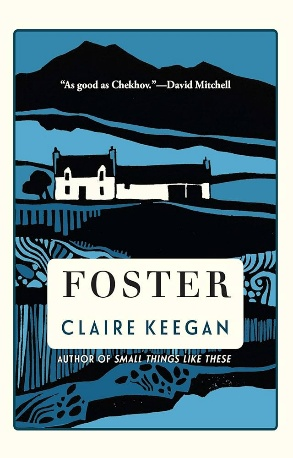 “As good as Chekhov.”—David Mitchell
FOSTER
CLAIRE KEEGAN
AUTHOR OF SMALL THINGS LIKE THESE